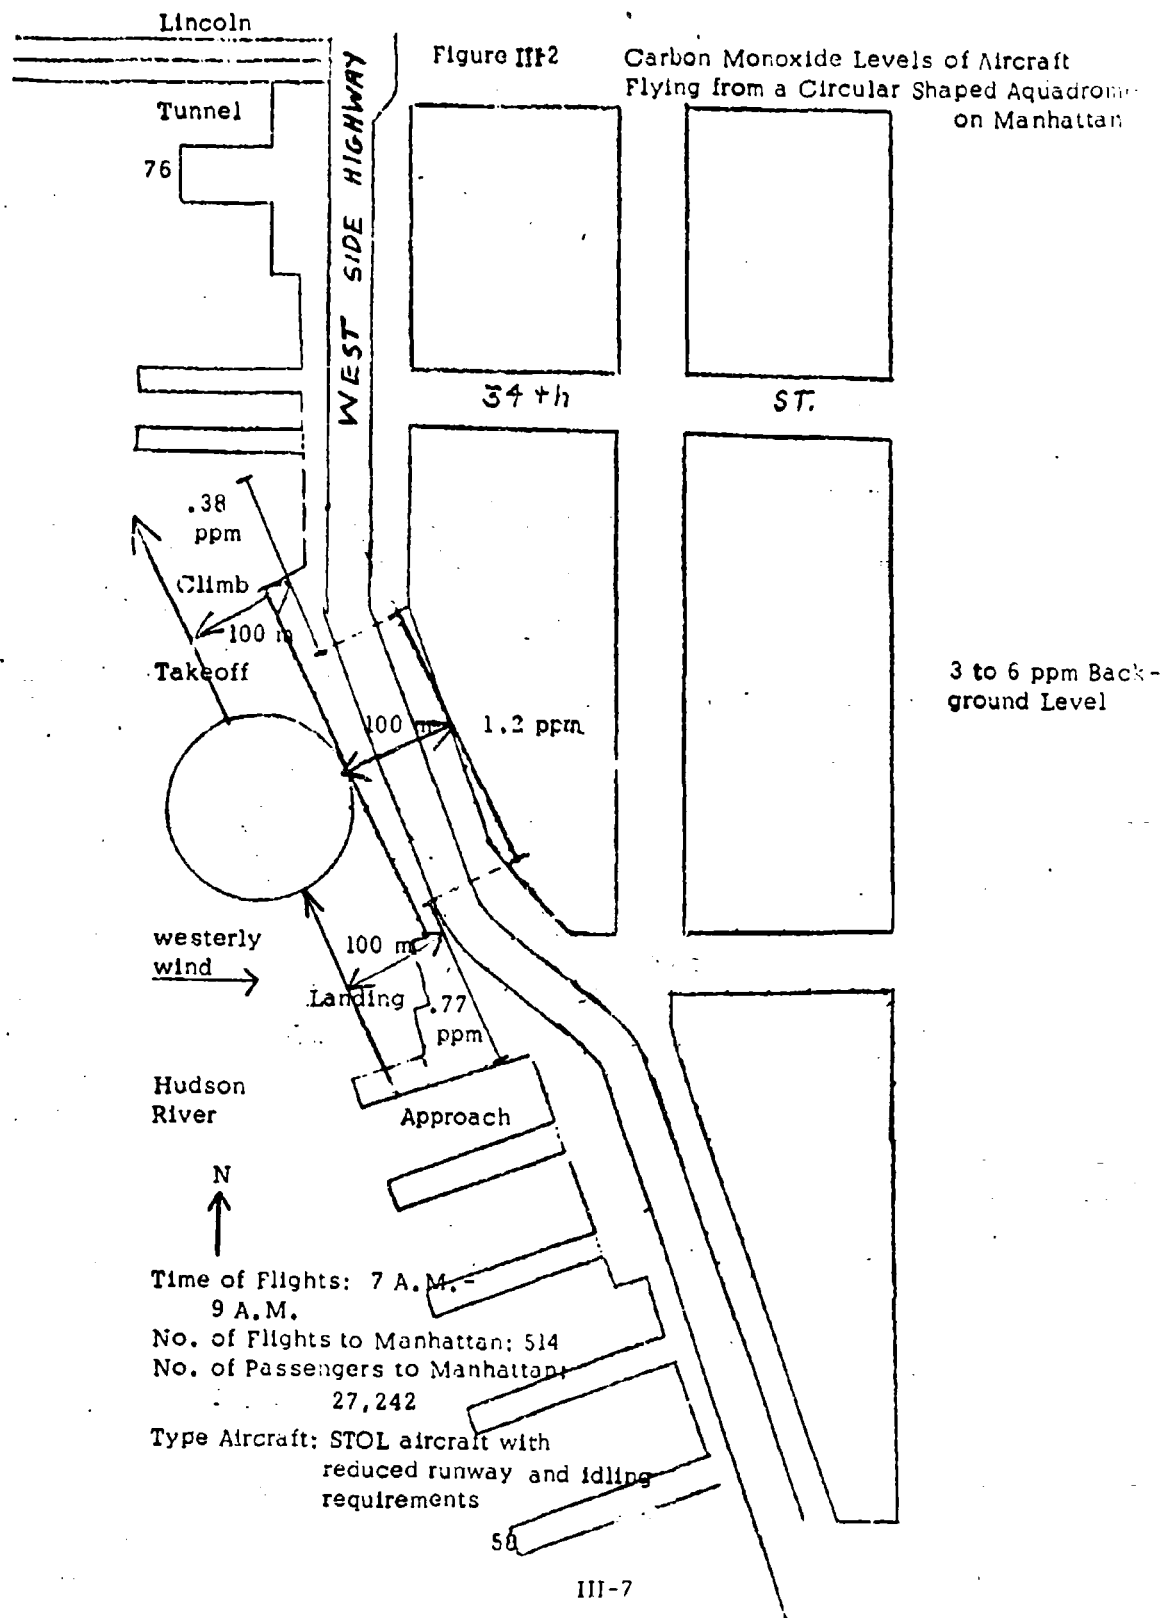 Lincoln
Tunnel
76
WEST SIDE HIGHWAY
Figure III-2
Carbon Monoxide Levels of Aircraft
Flying from a Circular Shaped Aquadrome
on Manhattan
34th ST.
.38
ppm
Climb
100 m
Takeoff
100 m
1.2 ppm
3 to 6 ppm Back-
ground Level
westerly
wind
100 m
Landing
.77
ppm
Hudson
River
Approach
N
Time of Flights: 7 A.M.-
9 A.M.
No. of Flights to Manhattan: 514
No. of Passengers to Manhattan:
27,242
Type Aircraft: STOL aircraft with
reduced runway and idling
requirements
III-7